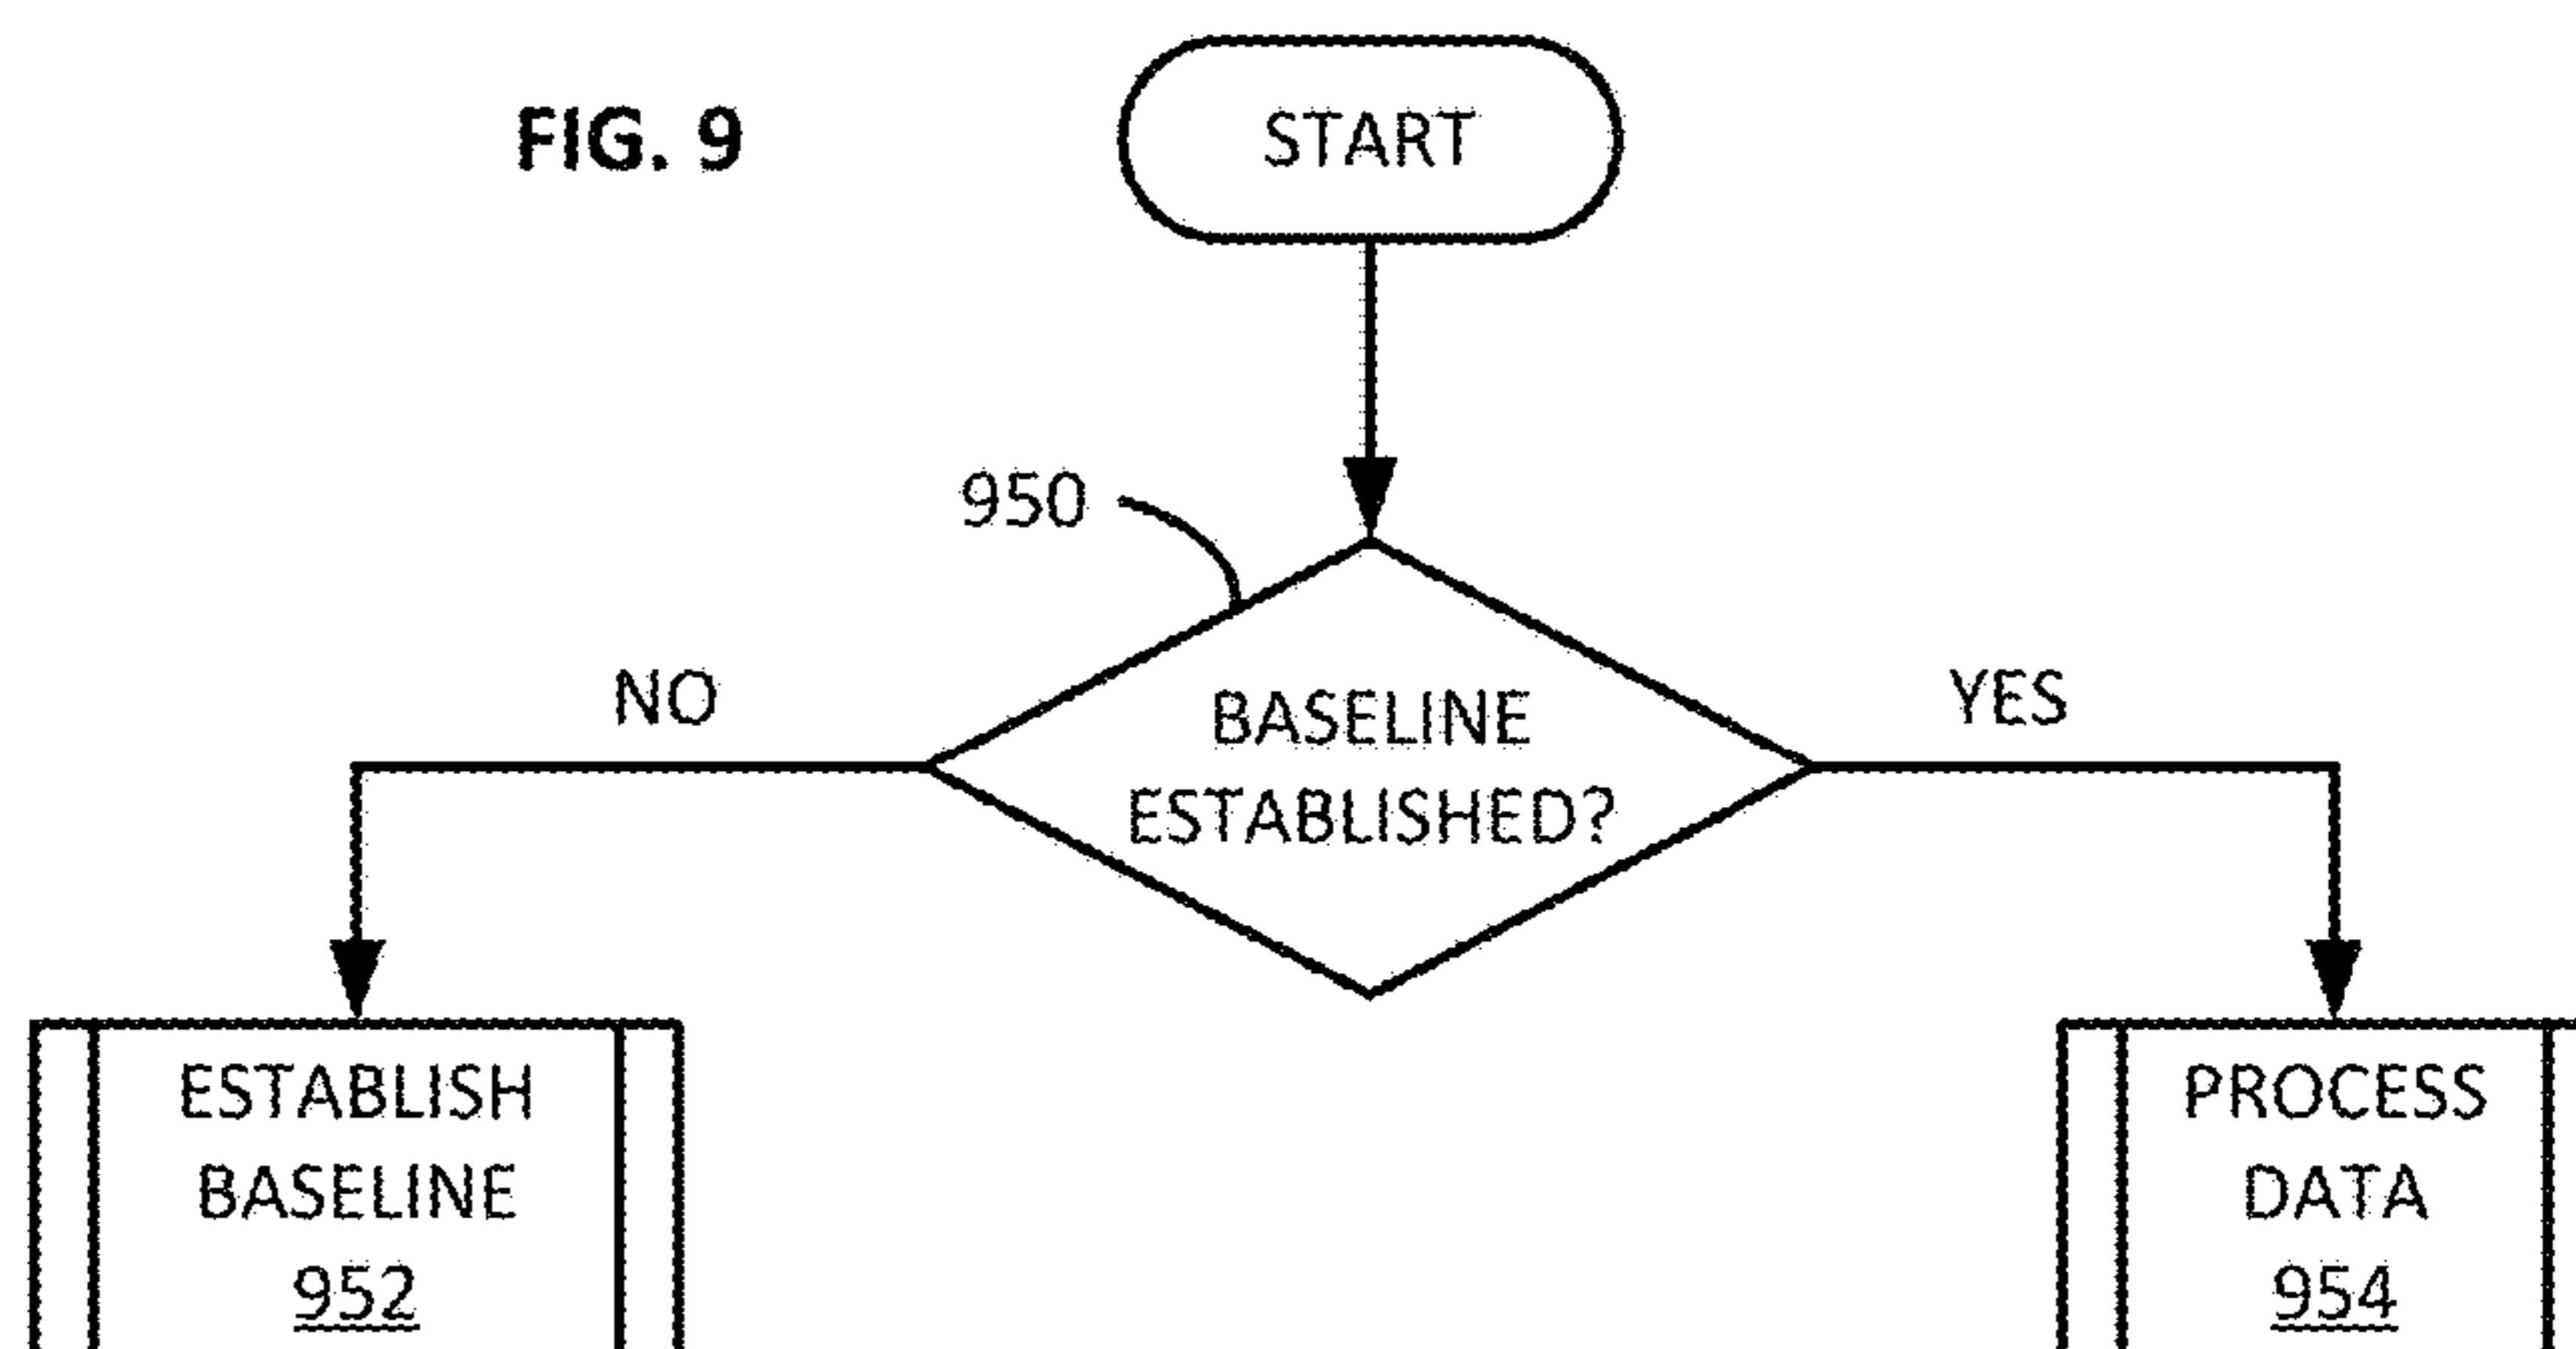 FIG. 9
START
950
NO
YES
BASELINE
ESTABLISHED?
ESTABLISH
BASELINE
952
PROCESS
DATA
954